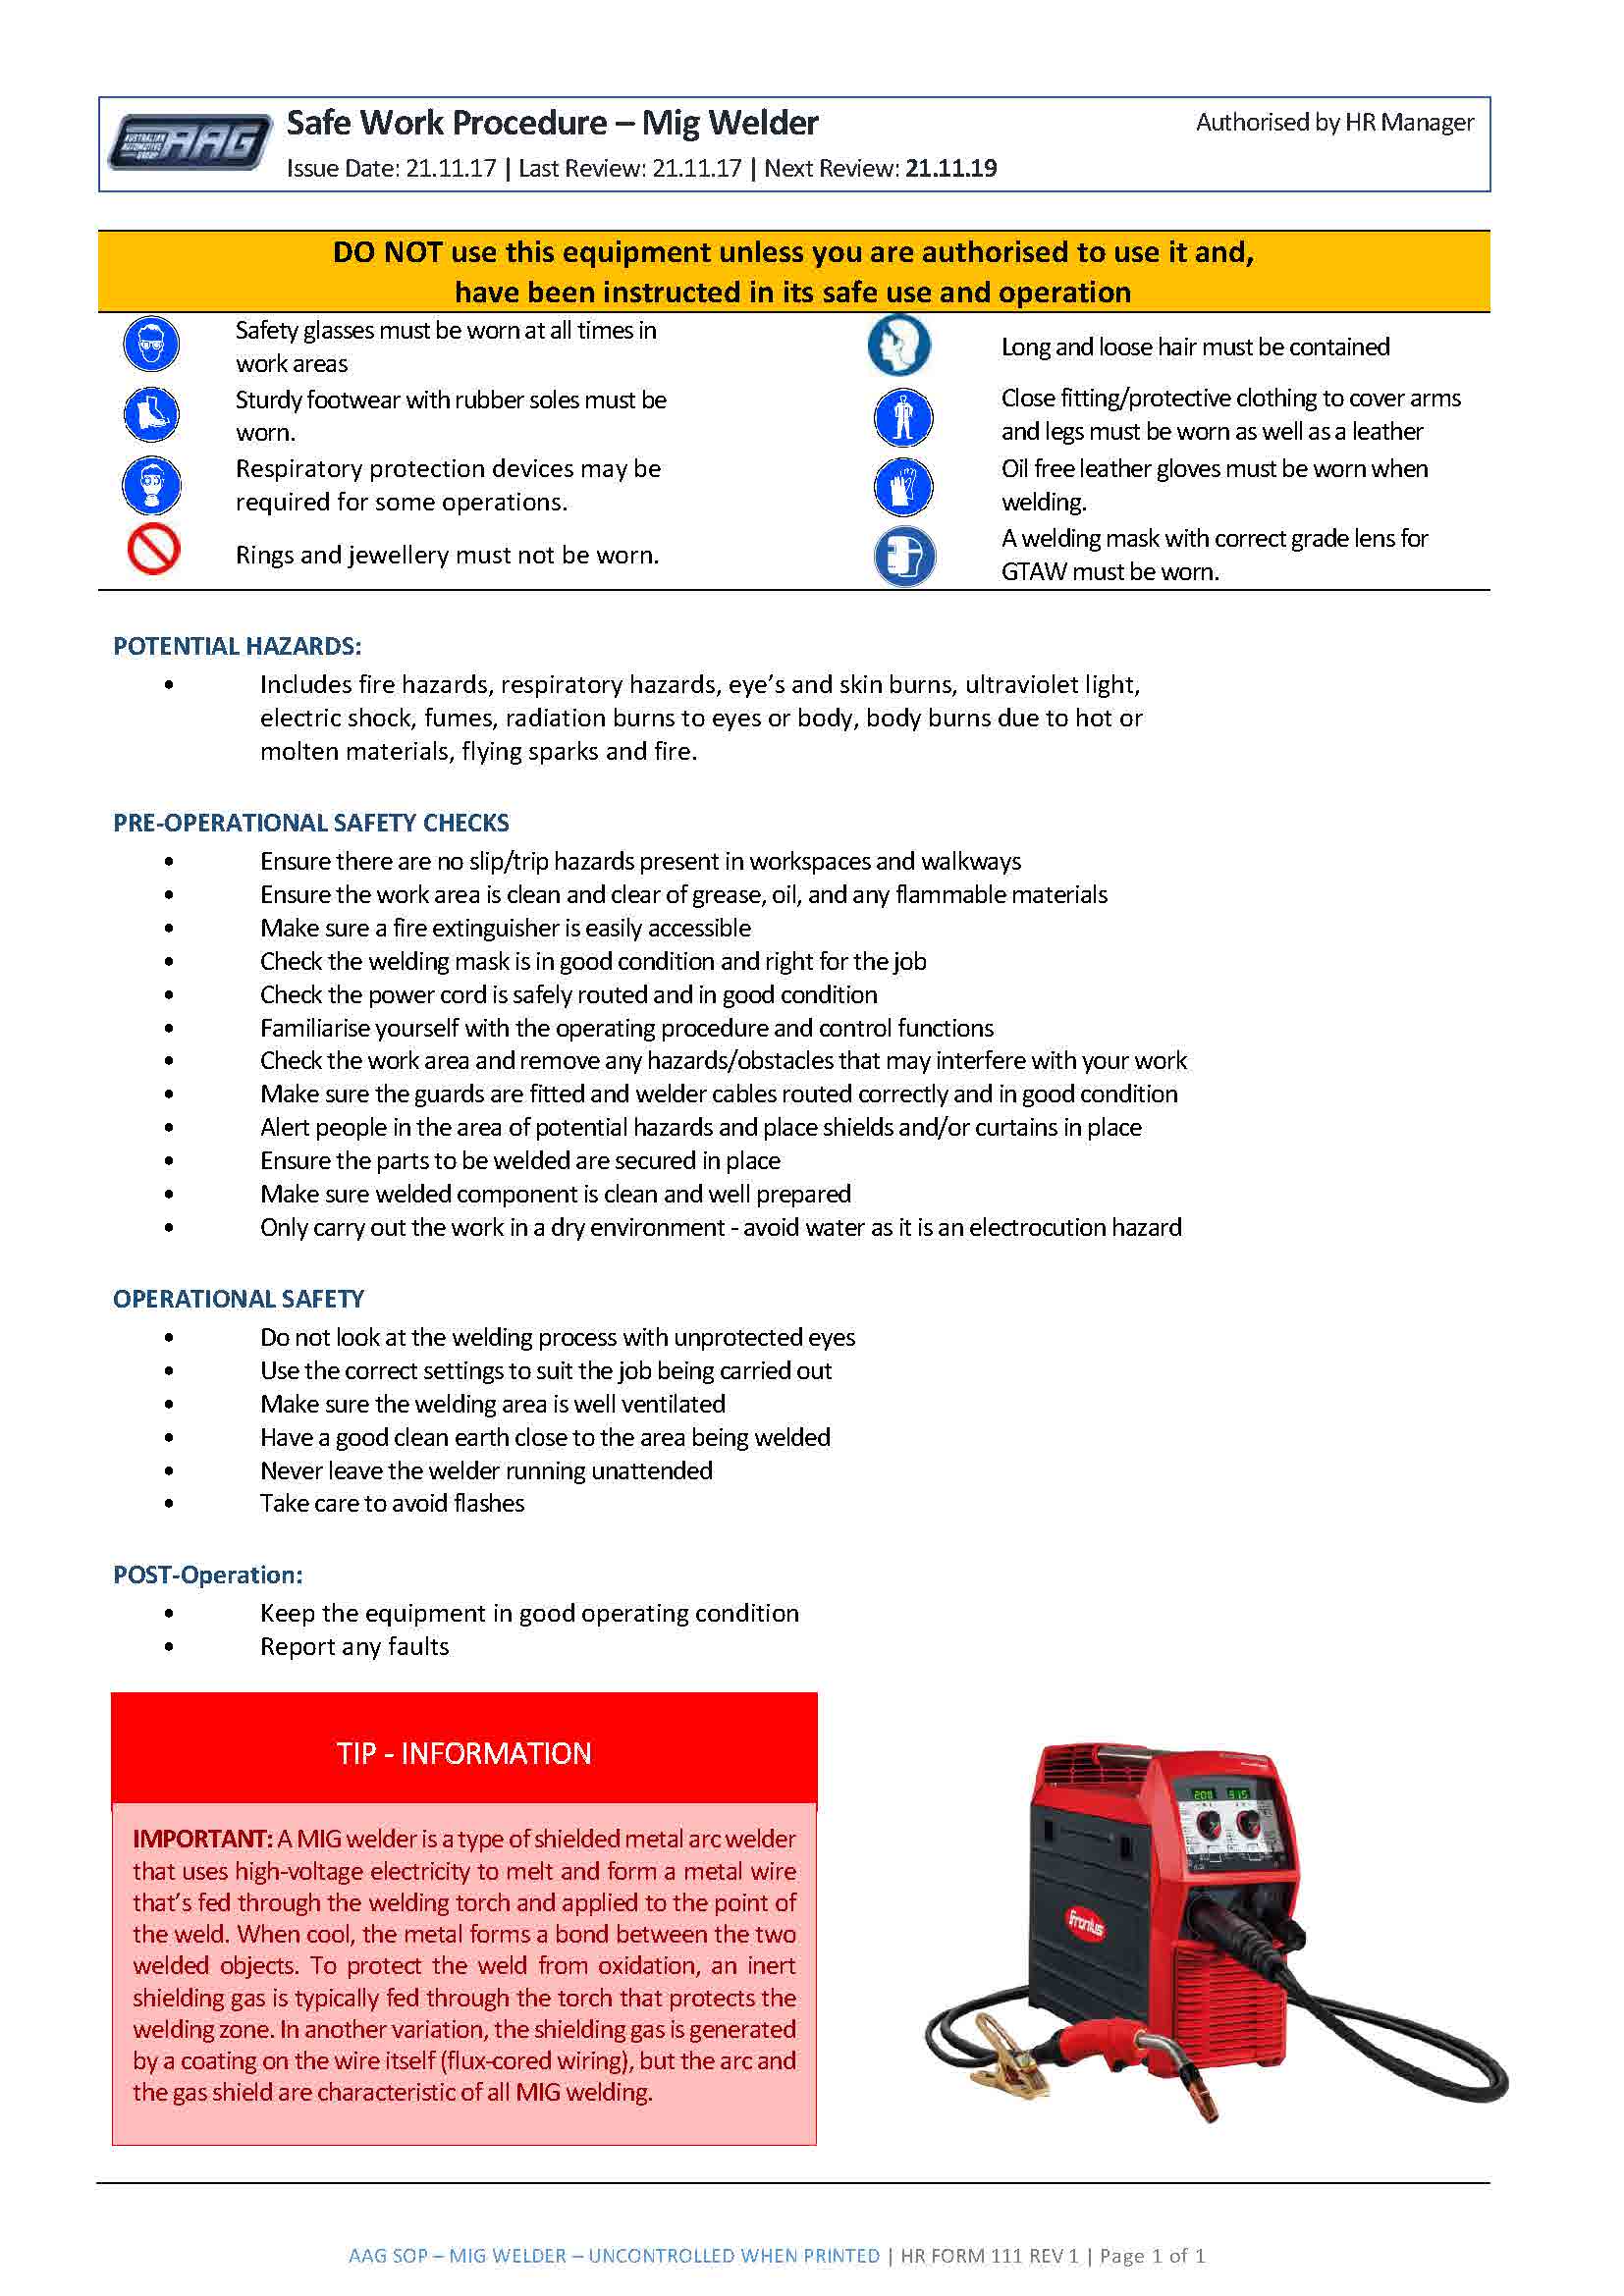 AUSTRALIAN
AUTOMOTIVE
GROUP
AAG
Safe Work Procedure – Mig Welder
Authorised by HR Manager
Issue Date: 21.11.17 | Last Review: 21.11.17 | Next Review: 21.11.19
DO NOT use this equipment unless you are authorised to use it and,
have been instructed in its safe use and operation
Safety glasses must be worn at all times in
work areas
Long and loose hair must be contained
Sturdy footwear with rubber soles must be
worn.
Close fitting/protective clothing to cover arms
and legs must be worn as well as a leather
Respiratory protection devices may be
required for some operations.
Oil free leather gloves must be worn when
welding.
Rings and jewellery must not be worn.
A welding mask with correct grade lens for
GTAW must be worn.
POTENTIAL HAZARDS:
• Includes fire hazards, respiratory hazards, eye’s and skin burns, ultraviolet light,
electric shock, fumes, radiation burns to eyes or body, body burns due to hot or
molten materials, flying sparks and fire.
PRE-OPERATIONAL SAFETY CHECKS
• Ensure there are no slip/trip hazards present in workspaces and walkways
• Ensure the work area is clean and clear of grease, oil, and any flammable materials
• Make sure a fire extinguisher is easily accessible
• Check the welding mask is in good condition and right for the job
• Check the power cord is safely routed and in good condition
• Familiarise yourself with the operating procedure and control functions
• Check the work area and remove any hazards/obstacles that may interfere with your work
• Make sure the guards are fitted and welder cables routed correctly and in good condition
• Alert people in the area of potential hazards and place shields and/or curtains in place
• Ensure the parts to be welded are secured in place
• Make sure welded component is clean and well prepared
• Only carry out the work in a dry environment - avoid water as it is an electrocution hazard
OPERATIONAL SAFETY
• Do not look at the welding process with unprotected eyes
• Use the correct settings to suit the job being carried out
• Make sure the welding area is well ventilated
• Have a good clean earth close to the area being welded
• Never leave the welder running unattended
• Take care to avoid flashes
POST-Operation:
• Keep the equipment in good operating condition
• Report any faults
TIP - INFORMATION
IMPORTANT: A MIG welder is a type of shielded metal arc welder
that uses high-voltage electricity to melt and form a metal wire
that’s fed through the welding torch and applied to the point of
the weld. When cool, the metal forms a bond between the two
welded objects. To protect the weld from oxidation, an inert
shielding gas is typically fed through the torch that protects the
welding zone. In another variation, the shielding gas is generated
by a coating on the wire itself (flux-cored wiring), but the arc and
the gas shield are characteristic of all MIG welding.
Fronius
AAG SOP – MIG WELDER – UNCONTROLLED WHEN PRINTED | HR FORM 111 REV 1 | Page 1 of 1